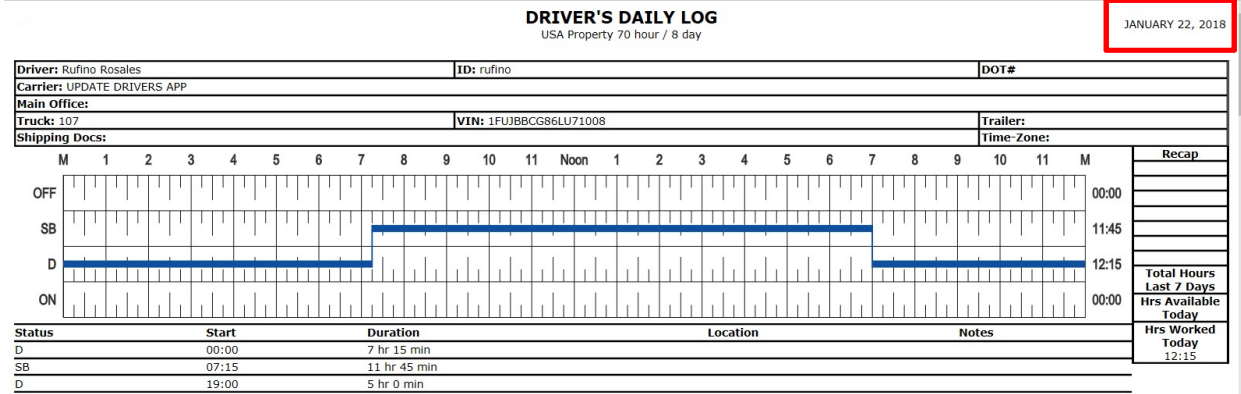 DRIVER'S DAILY LOG
USA Property 70 hour / 8 day
JANUARY 22, 2018
Driver: Rufino Rosales ID: rufino DOT#
Carrier: UPDATE DRIVERS APP
Main Office:
Truck: 107 VIN: 1FUJBBCG86LU71008 Trailer:
Shipping Docs: Time-Zone:
M 1 2 3 4 5 6 7 8 9 10 11 Noon 1 2 3 4 5 6 7 8 9 10 11 M
OFF 00:00
SB 11:45
D 12:15
ON 00:00
Recap
Total Hours
Last 7 Days
Hrs Available
Today
Hrs Worked
Today
12:15
Status Start Duration Location Notes
D 00:00 7 hr 15 min
SB 07:15 11 hr 45 min
D 19:00 5 hr 0 min